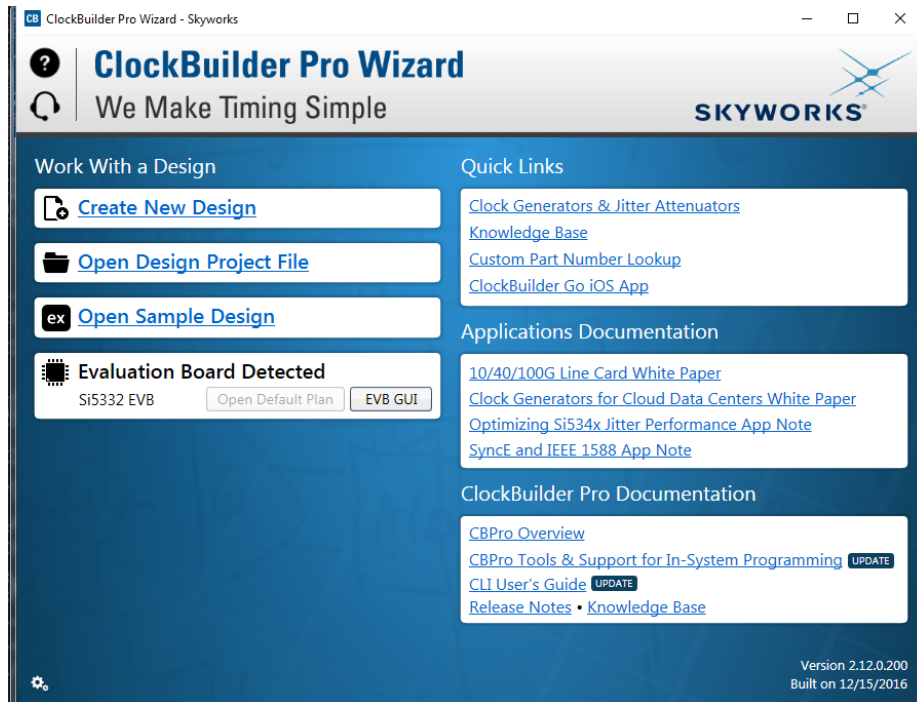 CB ClockBuilder Pro Wizard - Skyworks
? ClockBuilder Pro Wizard
We Make Timing Simple
SKYWORKS®
Work With a Design
Create New Design
Open Design Project File
ex Open Sample Design
Evaluation Board Detected
Si5332 EVB Open Default Plan EVB GUI
Quick Links
Clock Generators & Jitter Attenuators
Knowledge Base
Custom Part Number Lookup
ClockBuilder Go iOS App
Applications Documentation
10/40/100G Line Card White Paper
Clock Generators for Cloud Data Centers White Paper
Optimizing Si534x Jitter Performance App Note
SyncE and IEEE 1588 App Note
ClockBuilder Pro Documentation
CBPro Overview
CBPro Tools & Support for In-System Programming UPDATE
CLI User's Guide UPDATE
Release Notes • Knowledge Base
Version 2.12.0.200
Built on 12/15/2016